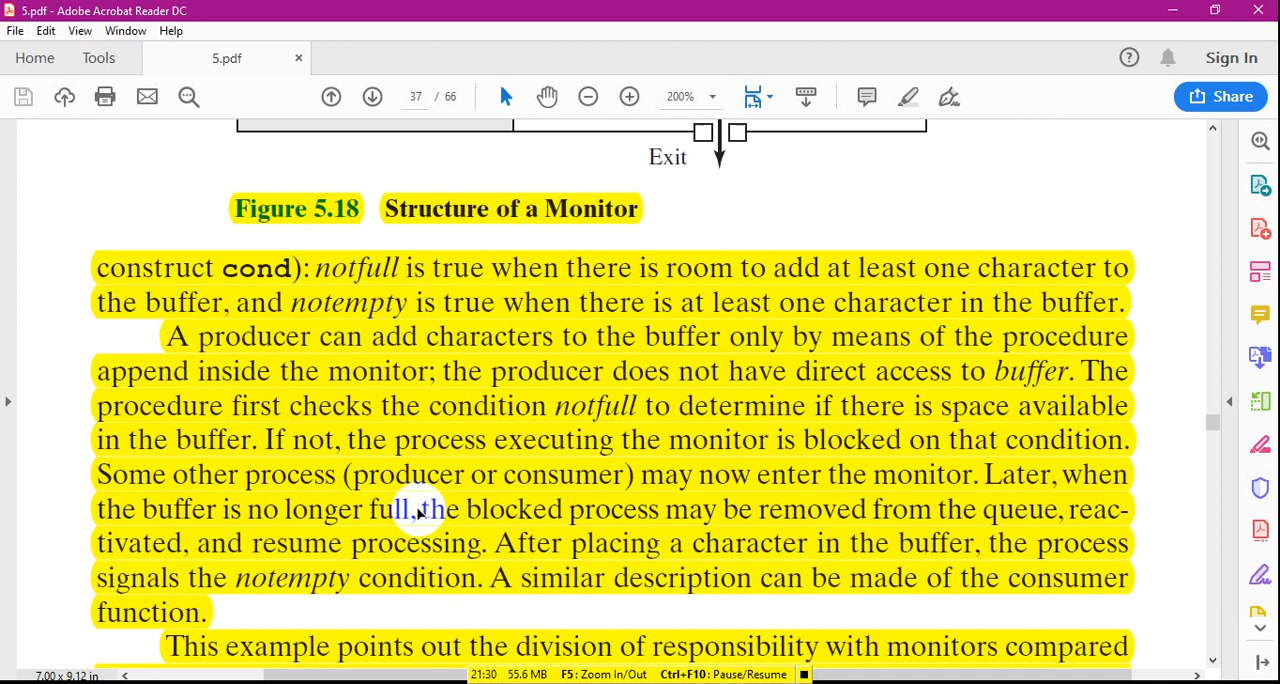 5.pdf - Adobe Acrobat Reader DC
File Edit View Window Help
Home Tools 5.pdf × Sign In
37 / 66 200% Share
Exit
Figure 5.18 Structure of a Monitor
construct cond): notfull is true when there is room to add at least one character to
the buffer, and notempty is true when there is at least one character in the buffer.
A producer can add characters to the buffer only by means of the procedure
append inside the monitor; the producer does not have direct access to buffer. The
procedure first checks the condition notfull to determine if there is space available
in the buffer. If not, the process executing the monitor is blocked on that condition.
Some other process (producer or consumer) may now enter the monitor. Later, when
the buffer is no longer full, the blocked process may be removed from the queue, reac-
tivated, and resume processing. After placing a character in the buffer, the process
signals the notempty condition. A similar description can be made of the consumer
function.
This example points out the division of responsibility with monitors compared
7.00 x 9.12 in 21:30 55.6 MB F5: Zoom In/Out Ctrl+F10: Pause/Resume